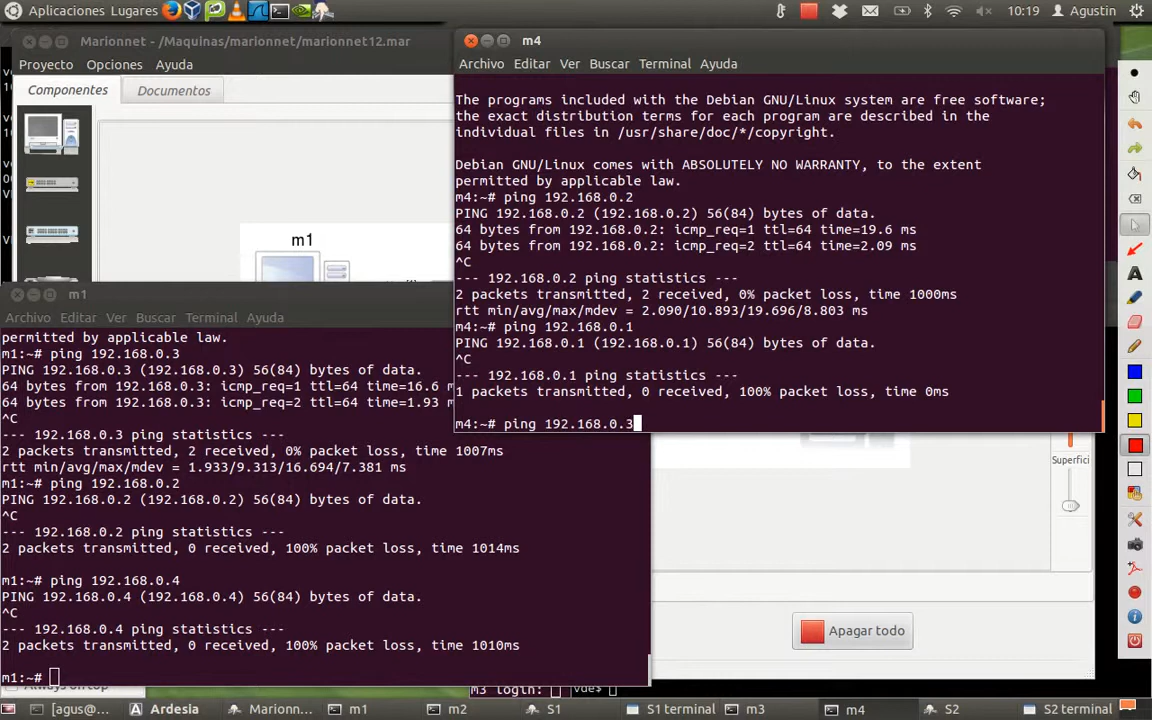 Aplicaciones Lugares
10:19
Agustin
Marionnet - /Maquinas/marionnet/marionnet12.mar
Proyecto Opciones Ayuda
Componentes
Documentos
m1
m4
Archivo Editar Ver Buscar Terminal Ayuda
The programs included with the Debian GNU/Linux system are free software;
the exact distribution terms for each program are described in the
individual files in /usr/share/doc/*/copyright.
Debian GNU/Linux comes with ABSOLUTELY NO WARRANTY, to the extent
permitted by applicable law.
m4:~# ping 192.168.0.2
PING 192.168.0.2 (192.168.0.2) 56(84) bytes of data.
64 bytes from 192.168.0.2: icmp_req=1 ttl=64 time=19.6 ms
64 bytes from 192.168.0.2: icmp_req=2 ttl=64 time=2.09 ms
^C
--- 192.168.0.2 ping statistics ---
2 packets transmitted, 2 received, 0% packet loss, time 1000ms
rtt min/avg/max/mdev = 2.090/10.893/19.696/8.803 ms
m4:~# ping 192.168.0.1
PING 192.168.0.1 (192.168.0.1) 56(84) bytes of data.
^C
--- 192.168.0.1 ping statistics ---
1 packets transmitted, 0 received, 100% packet loss, time 0ms
m4:~# ping 192.168.0.3
m1
Archivo Editar Ver Buscar Terminal Ayuda
permitted by applicable law.
m1:~# ping 192.168.0.3
PING 192.168.0.3 (192.168.0.3) 56(84) bytes of data.
64 bytes from 192.168.0.3: icmp_req=1 ttl=64 time=16.6 m
64 bytes from 192.168.0.3: icmp_req=2 ttl=64 time=1.93 m
^C
--- 192.168.0.3 ping statistics ---
2 packets transmitted, 2 received, 0% packet loss, time 1007ms
rtt min/avg/max/mdev = 1.933/9.313/16.694/7.381 ms
m1:~# ping 192.168.0.2
PING 192.168.0.2 (192.168.0.2) 56(84) bytes of data.
^C
--- 192.168.0.2 ping statistics ---
2 packets transmitted, 0 received, 100% packet loss, time 1014ms
m1:~# ping 192.168.0.4
PING 192.168.0.4 (192.168.0.4) 56(84) bytes of data.
^C
--- 192.168.0.4 ping statistics ---
2 packets transmitted, 0 received, 100% packet loss, time 1010ms
m1:~#
Superfici
Apagar todo
m3 login:
vde$
[agus@...
Ardesia
Marionn...
m1
m2
S1
S1 terminal
m3
m4
S2
S2 terminal